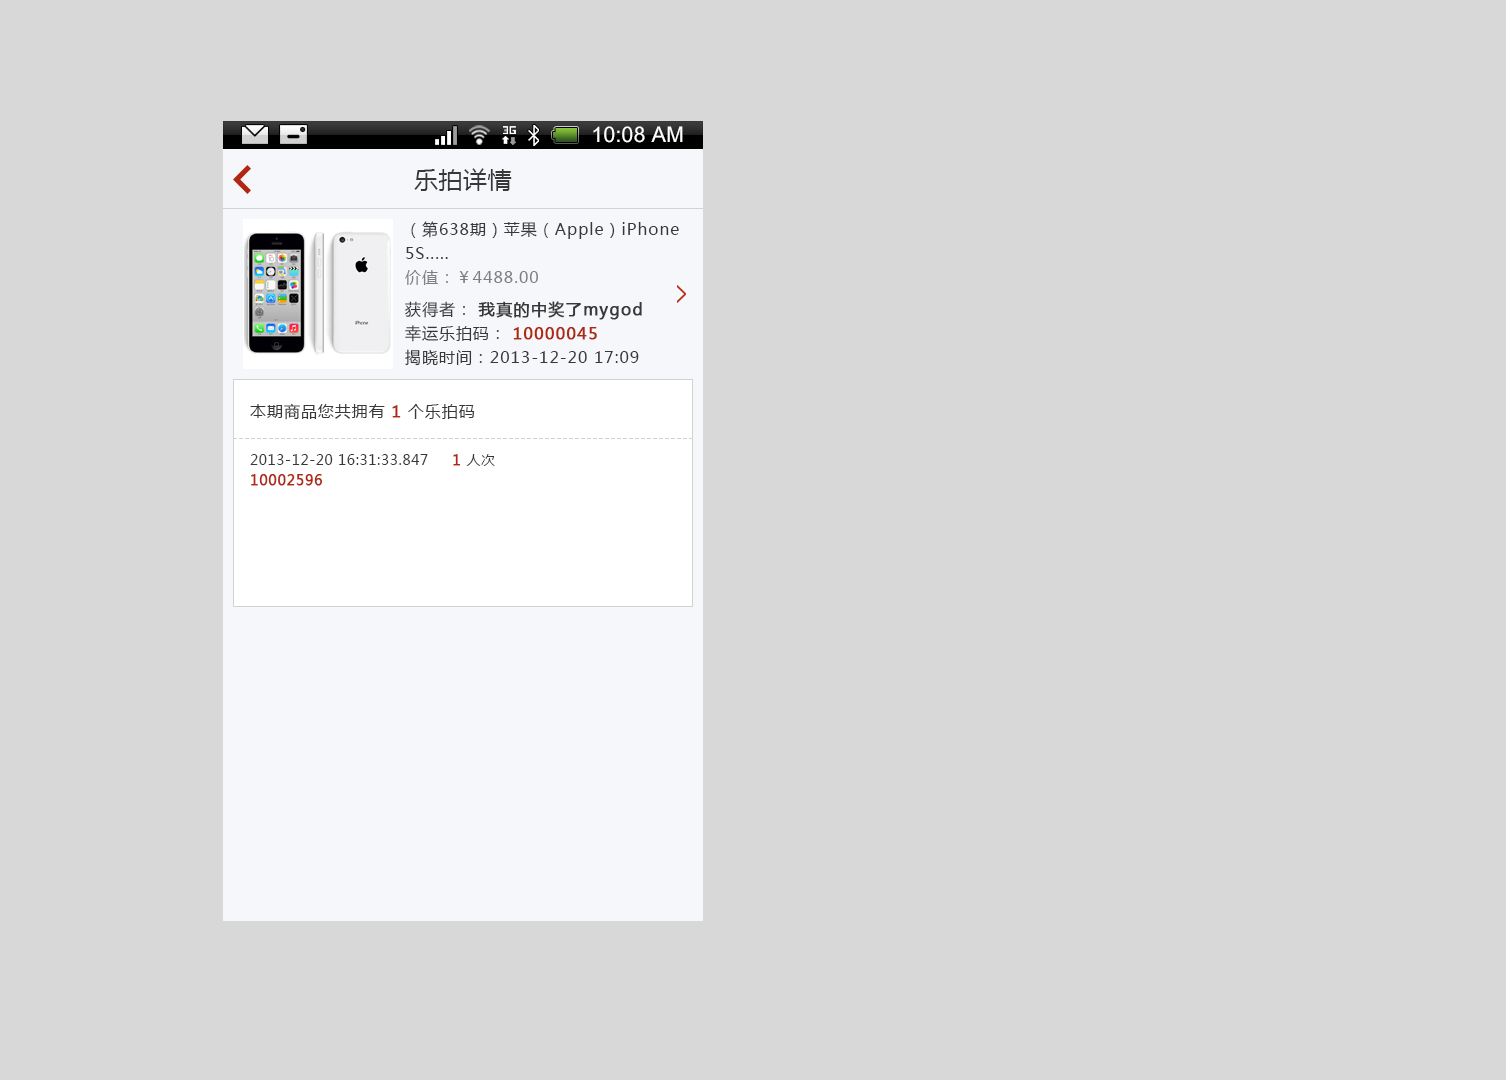 3G 10:08 AM
乐拍详情
（第638期）苹果（Apple）iPhone
5S.....
价值：￥4488.00
获得者： 我真的中奖了mygod
幸运乐拍码： 10000045
揭晓时间：2013-12-20 17:09
iPhone
本期商品您共拥有 1 个乐拍码
2013-12-20 16:31:33.847 1 人次
10002596